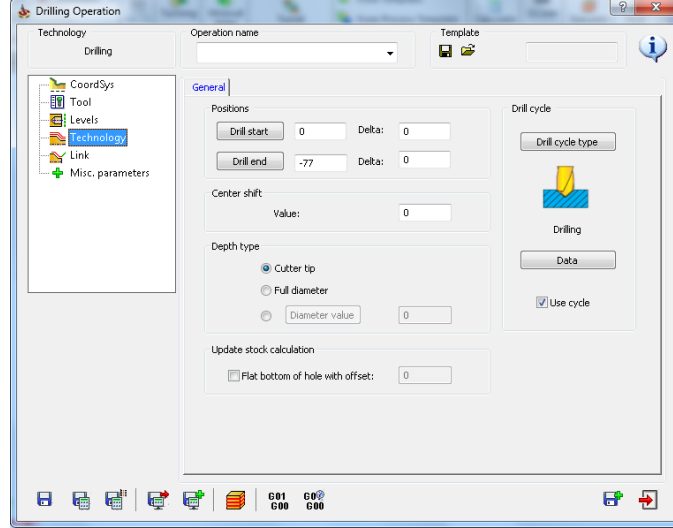 Drilling Operation
Technology
Drilling
Operation name
Template
CoordSys
Tool
Levels
Technology
Link
Misc. parameters
General
Positions
Drill start 0 Delta: 0
Drill end -77 Delta: 0
Center shift
Value: 0
Depth type
Cutter tip
Full diameter
Diameter value 0
Update stock calculation
Flat bottom of hole with offset: 0
Drill cycle
Drill cycle type
Drilling
Data
Use cycle
G01 G0?
G00 G00